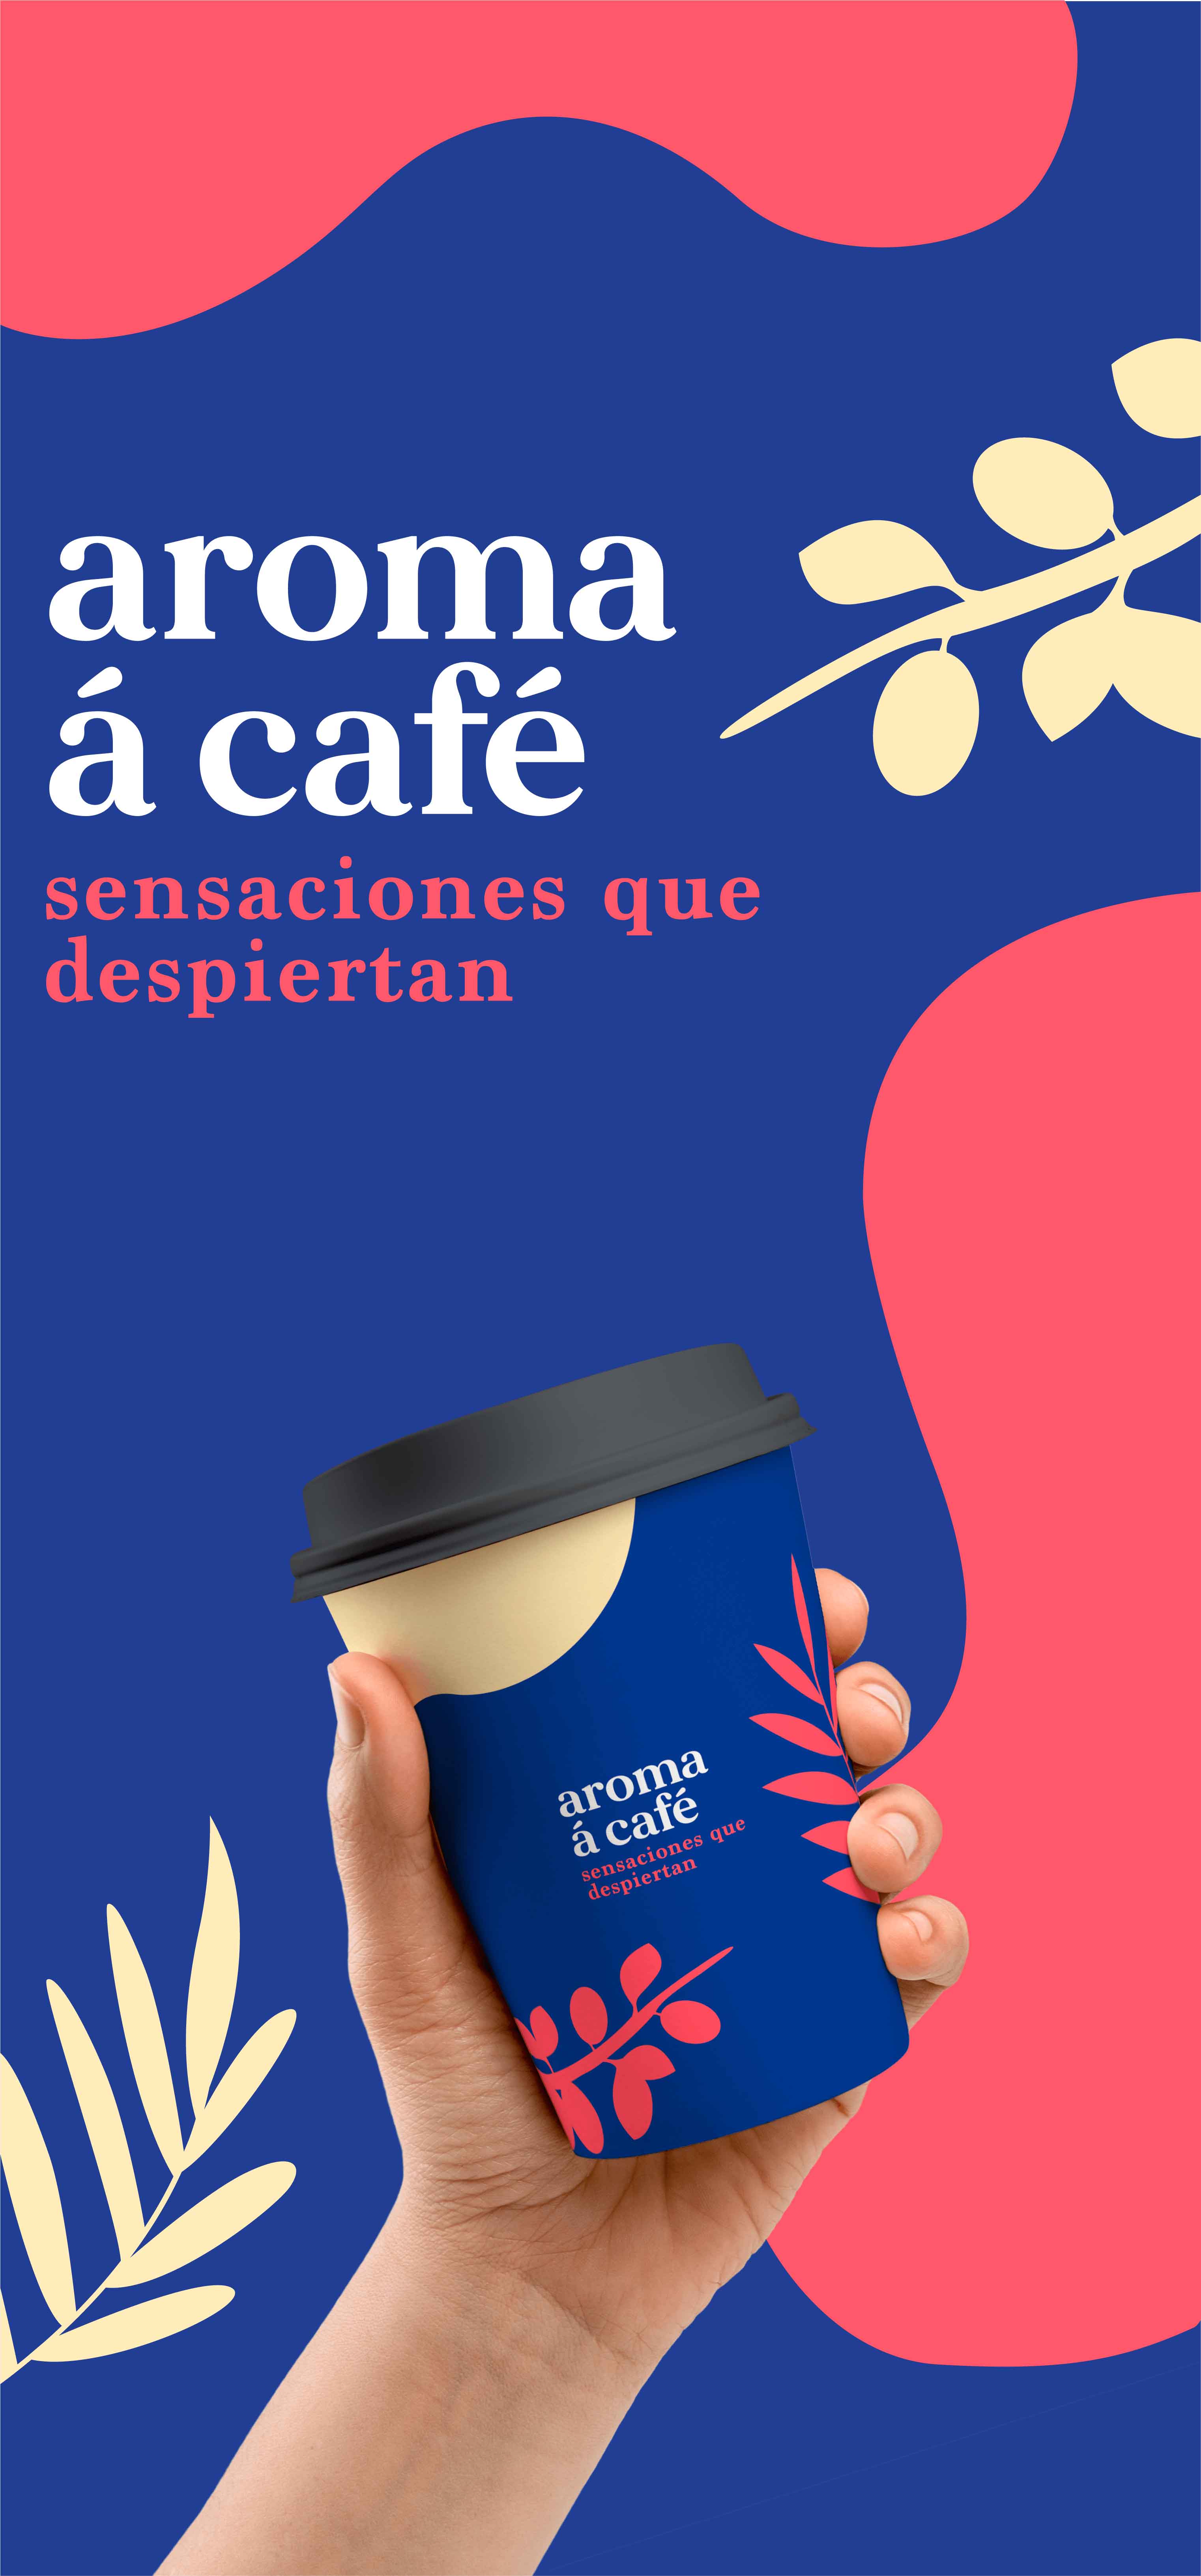 aroma
á café
sensaciones que
despiertan
aroma
á café
sensaciones que
despiertan